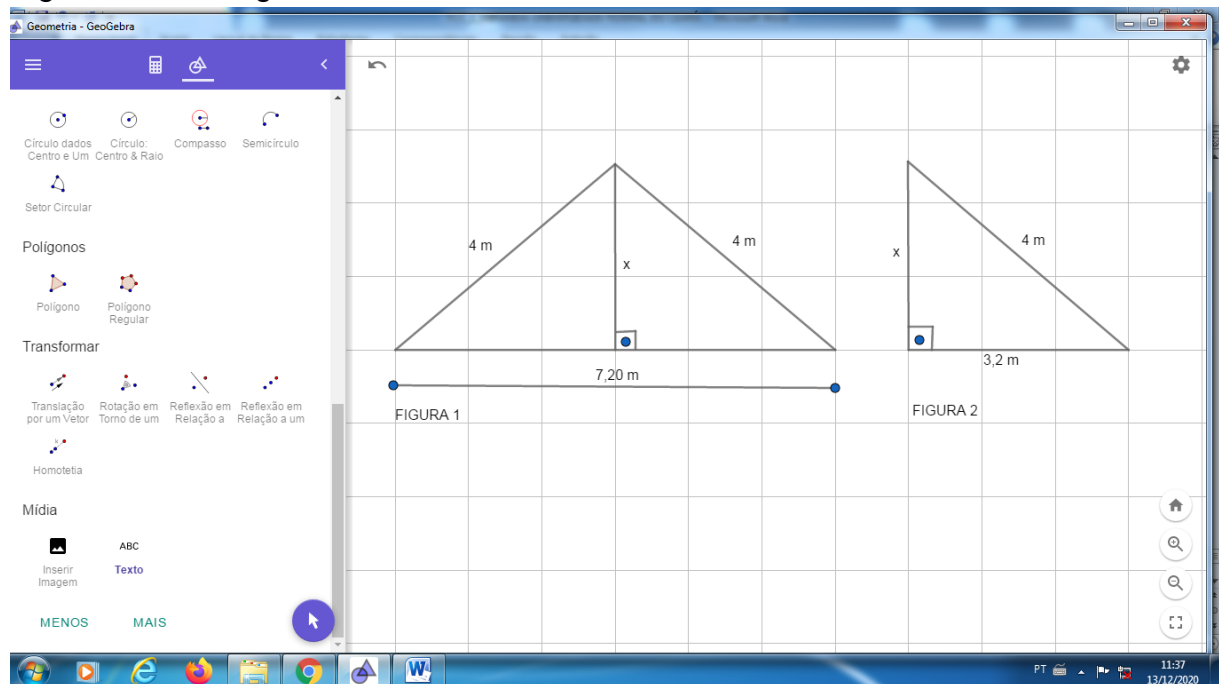 Geometria - GeoGebra
Círculo dados
Centro e Um
Círculo:
Centro & Raio
Compasso
Semicírculo
Setor Circular
Polígonos
Polígono
Polígono
Regular
Transformar
Translação
por um Vetor
Rotação em
Torno de um
Reflexão em
Relação a
Reflexão em
Relação a um
Homotetia
Mídia
ABC
Inserir
Imagem
Texto
MENOS
MAIS
4 m
4 m
x
7,20 m
FIGURA 1
x
4 m
3,2 m
FIGURA 2
PT
11:37
13/12/2020